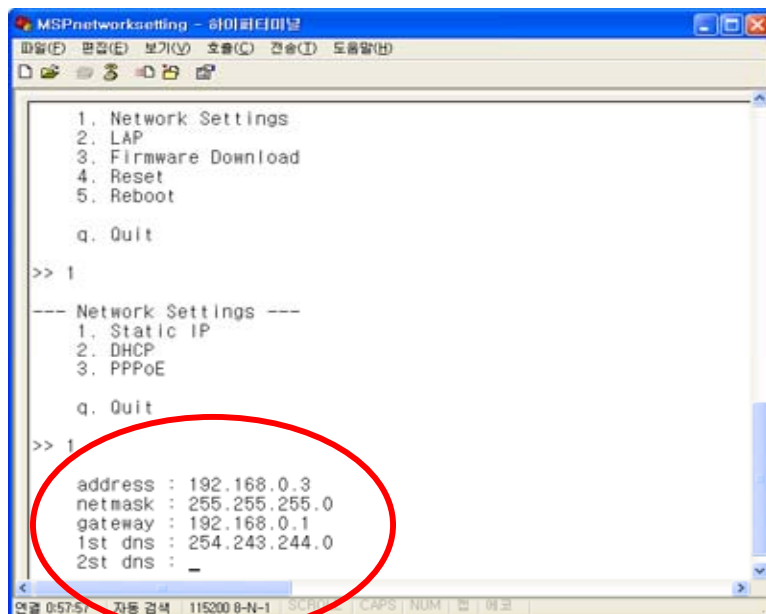 MSPnetworksetting - 하이퍼터미널
파일(F) 편집(E) 보기(V) 호출(C) 전송(T) 도움말(H)
1. Network Settings
2. LAP
3. Firmware Download
4. Reset
5. Reboot
q. Quit
>> 1
--- Network Settings ---
1. Static IP
2. DHCP
3. PPPoE
q. Quit
>> 1
address : 192.168.0.3
netmask : 255.255.255.0
gateway : 192.168.0.1
1st dns : 254.243.244.0
2st dns : _
연결 0:57:57 자동 검색 115200 8-N-1 SCROLL CAPS NUM 캡 에코